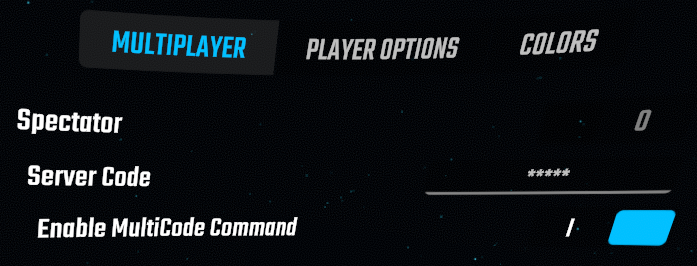 MULTIPLAYER PLAYER OPTIONS COLORS
Spectator 0
Server Code *****
Enable MultiCode Command I